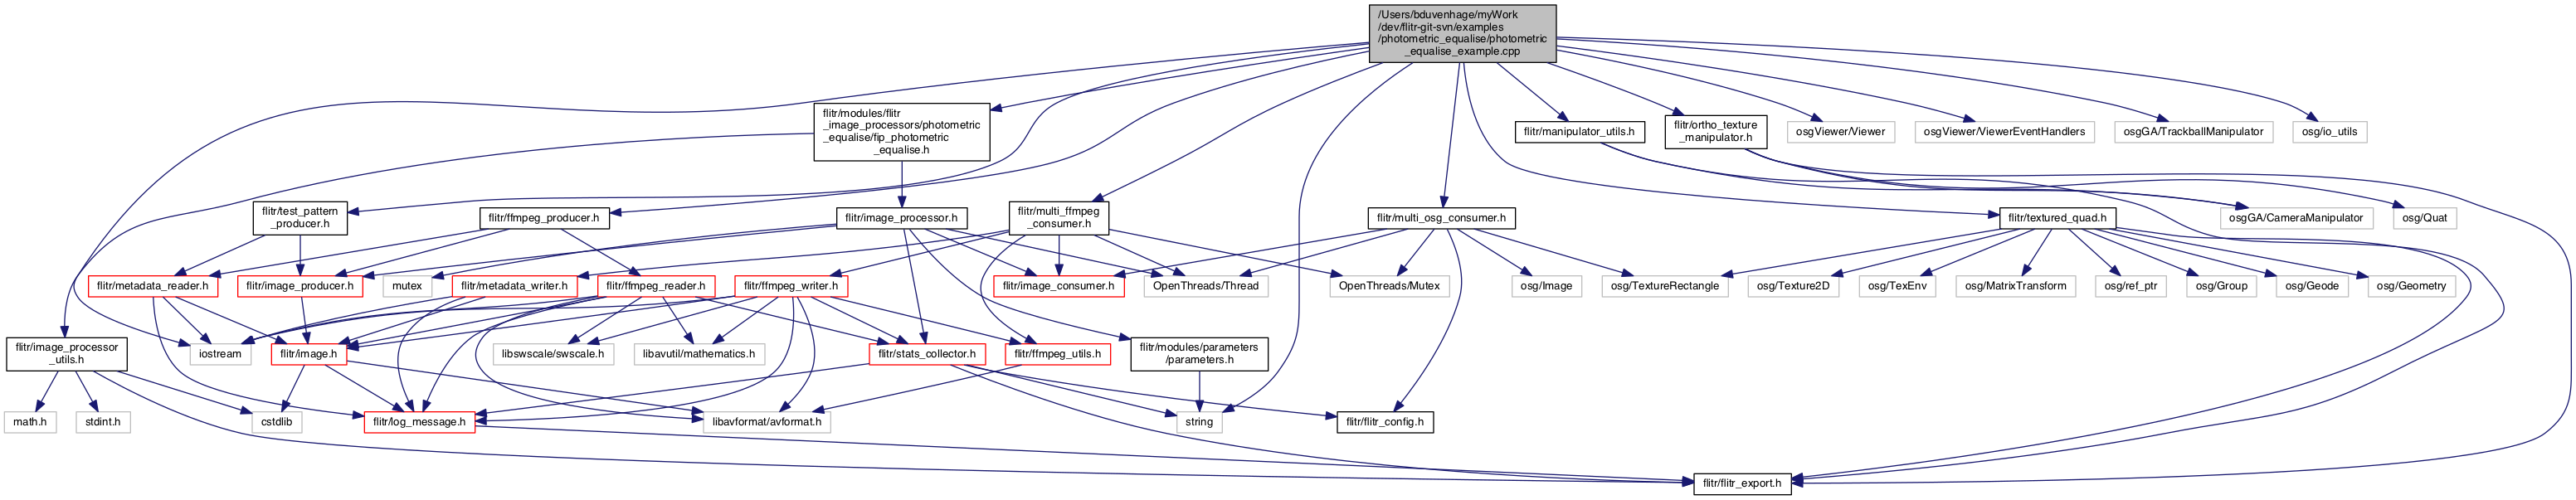 /Users/bduvenhage/myWork
/dev/flitr-git-svn/examples
/photometric_equalise/photometric
_equalise_example.cpp
flitr/modules/flitr
_image_processors/photometric
_equalise/fip_photometric
_equalise.h
flitr/manipulator_utils.h
flitr/ortho_texture
_manipulator.h
osgViewer/Viewer
osgViewer/ViewerEventHandlers
osgGA/TrackballManipulator
osg/io_utils
flitr/test_pattern
_producer.h
flitr/ffmpeg_producer.h
flitr/image_processor.h
flitr/multi_ffmpeg
_consumer.h
flitr/multi_osg_consumer.h
flitr/textured_quad.h
osgGA/CameraManipulator
osg/Quat
flitr/metadata_reader.h
flitr/image_producer.h
mutex
flitr/metadata_writer.h
flitr/ffmpeg_reader.h
flitr/ffmpeg_writer.h
flitr/image_consumer.h
OpenThreads/Thread
OpenThreads/Mutex
osg/Image
osg/TextureRectangle
osg/Texture2D
osg/TexEnv
osg/MatrixTransform
osg/ref_ptr
osg/Group
osg/Geode
osg/Geometry
flitr/image_processor
_utils.h
iostream
flitr/image.h
libswscale/swscale.h
libavutil/mathematics.h
flitr/stats_collector.h
flitr/ffmpeg_utils.h
flitr/modules/parameters
/parameters.h
math.h
stdint.h
cstdlib
flitr/log_message.h
libavformat/avformat.h
string
flitr/flitr_config.h
flitr/flitr_export.h